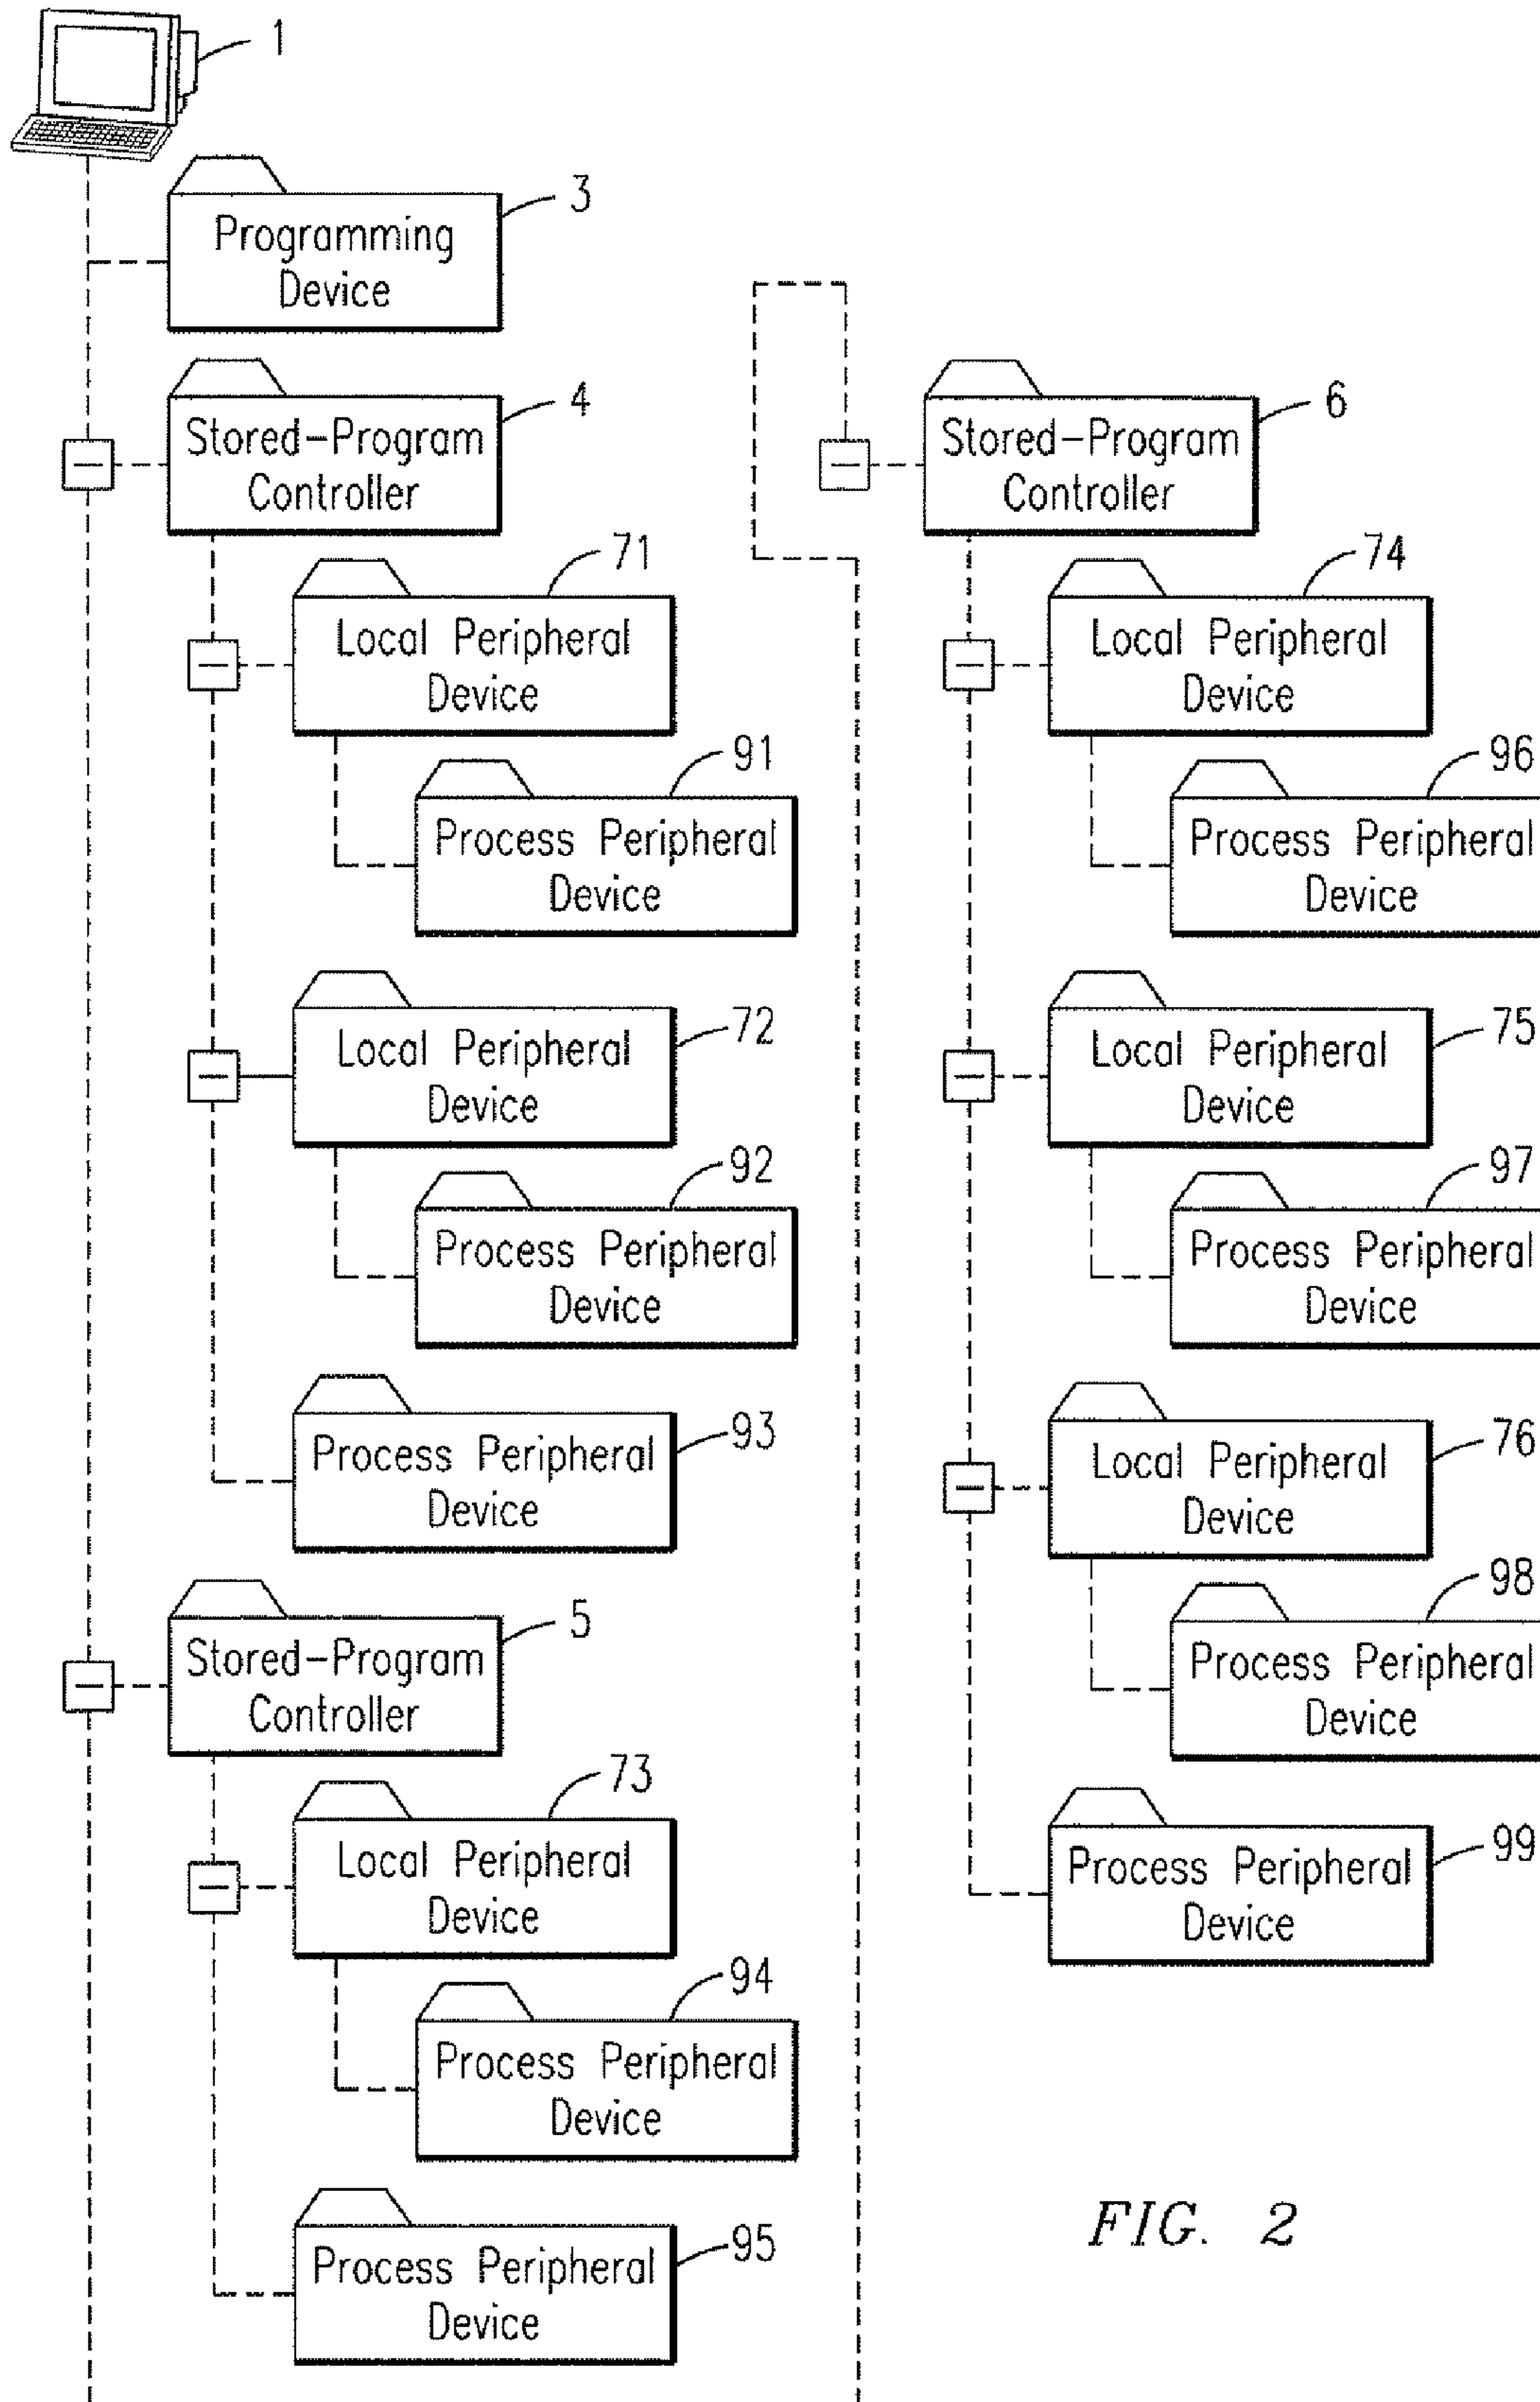 1
3
Programming
Device
4
Stored-Program
Controller
71
Local Peripheral
Device
91
Process Peripheral
Device
72
Local Peripheral
Device
92
Process Peripheral
Device
93
Process Peripheral
Device
5
Stored-Program
Controller
73
Local Peripheral
Device
94
Process Peripheral
Device
95
Process Peripheral
Device
6
Stored-Program
Controller
74
Local Peripheral
Device
96
Process Peripheral
Device
75
Local Peripheral
Device
97
Process Peripheral
Device
76
Local Peripheral
Device
98
Process Peripheral
Device
99
Process Peripheral
Device
FIG. 2